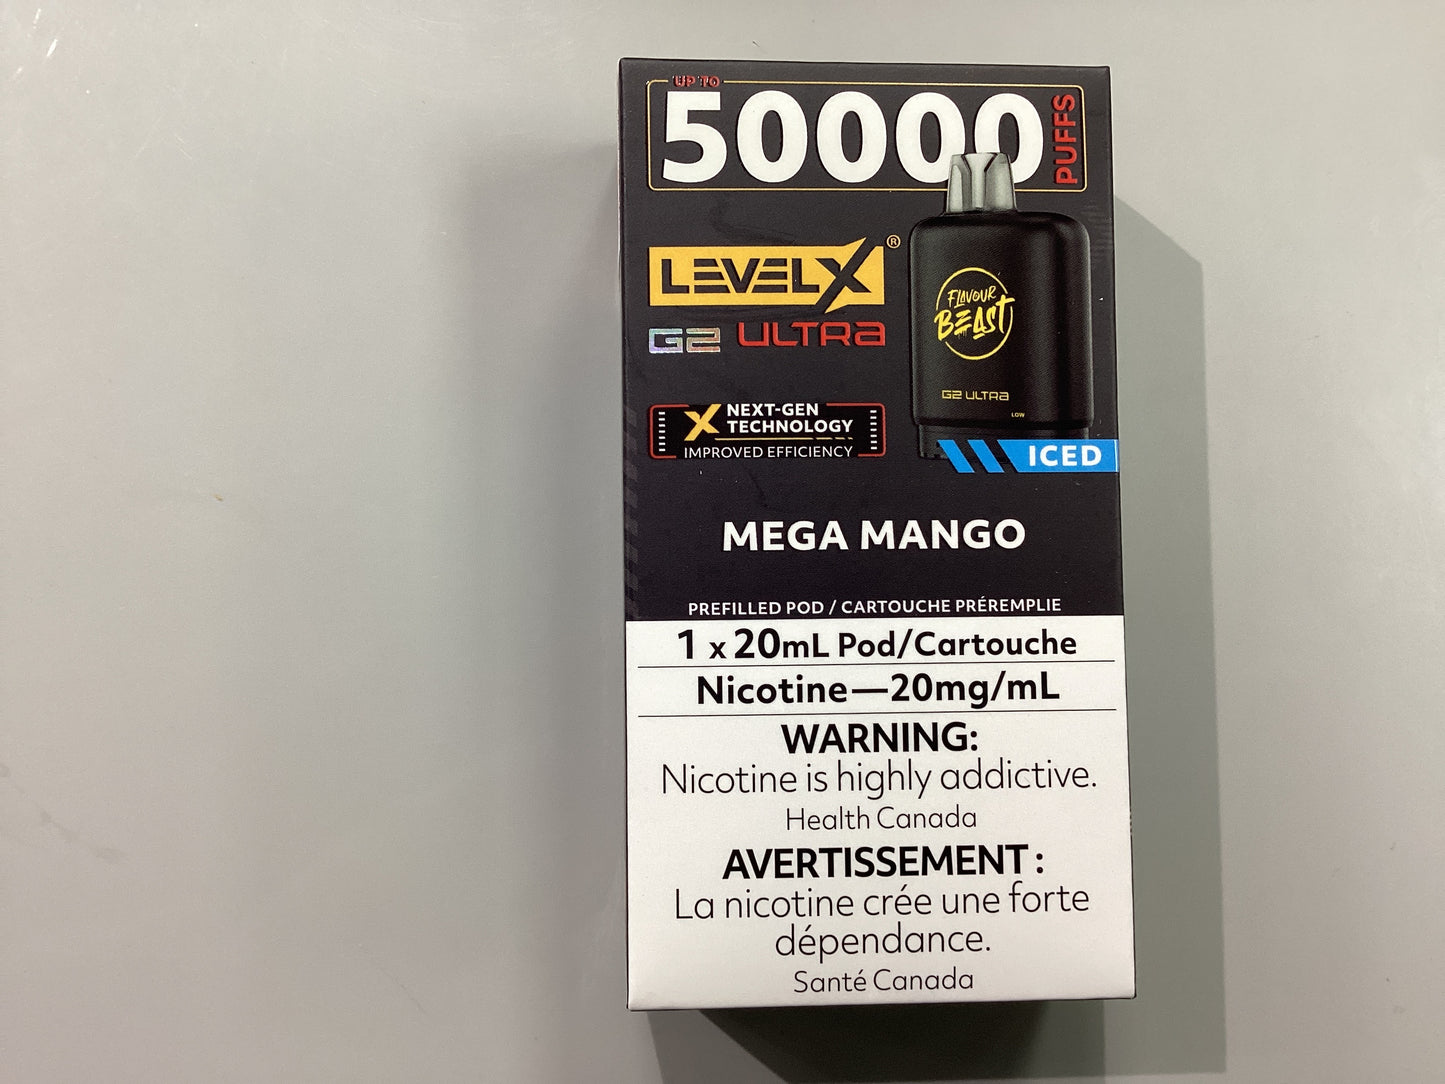 UP TO
50000
PUFFS
LEVELX®
G2 ULTRA
FLAVOUR
BEAST
G2 ULTRA
LOW
X NEXT-GEN
TECHNOLOGY
IMPROVED EFFICIENCY
ICED
MEGA MANGO
PREFILLED POD / CARTOUCHE PRÉREMPLIE
1 x 20mL Pod/Cartouche
Nicotine—20mg/mL
WARNING:
Nicotine is highly addictive.
Health Canada
AVERTISSEMENT :
La nicotine crée une forte
dépendance.
Santé Canada